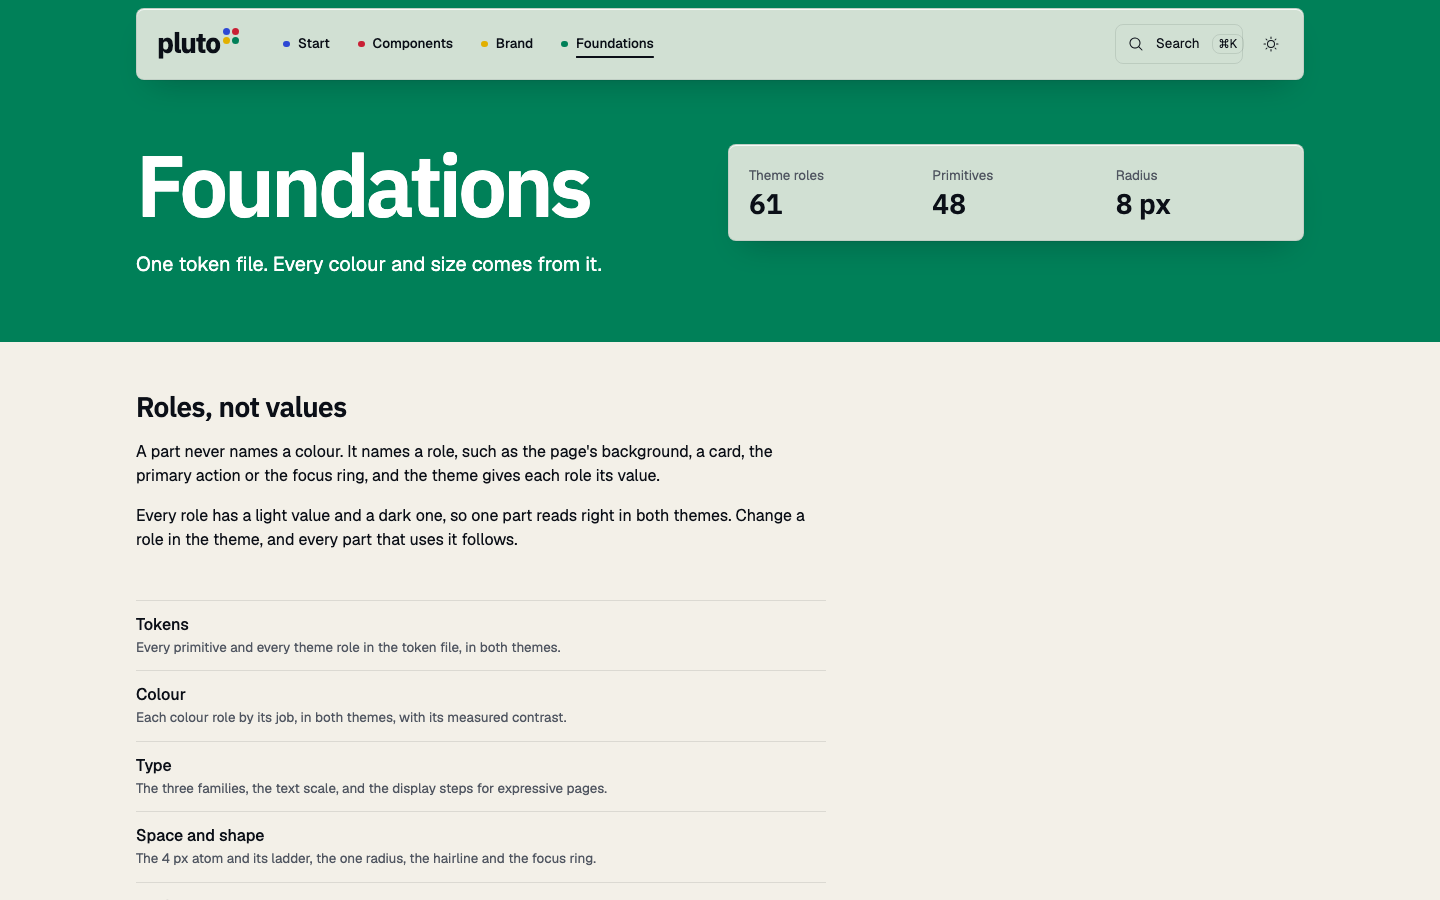 pluto
Start
Components
Brand
Foundations
Search
⌘K
Foundations
One token file. Every colour and size comes from it.
Theme roles
61
Primitives
48
Radius
8 px
Roles, not values
A part never names a colour. It names a role, such as the page's background, a card, the
primary action or the focus ring, and the theme gives each role its value.
Every role has a light value and a dark one, so one part reads right in both themes. Change a
role in the theme, and every part that uses it follows.
Tokens
Every primitive and every theme role in the token file, in both themes.
Colour
Each colour role by its job, in both themes, with its measured contrast.
Type
The three families, the text scale, and the display steps for expressive pages.
Space and shape
The 4 px atom and its ladder, the one radius, the hairline and the focus ring.